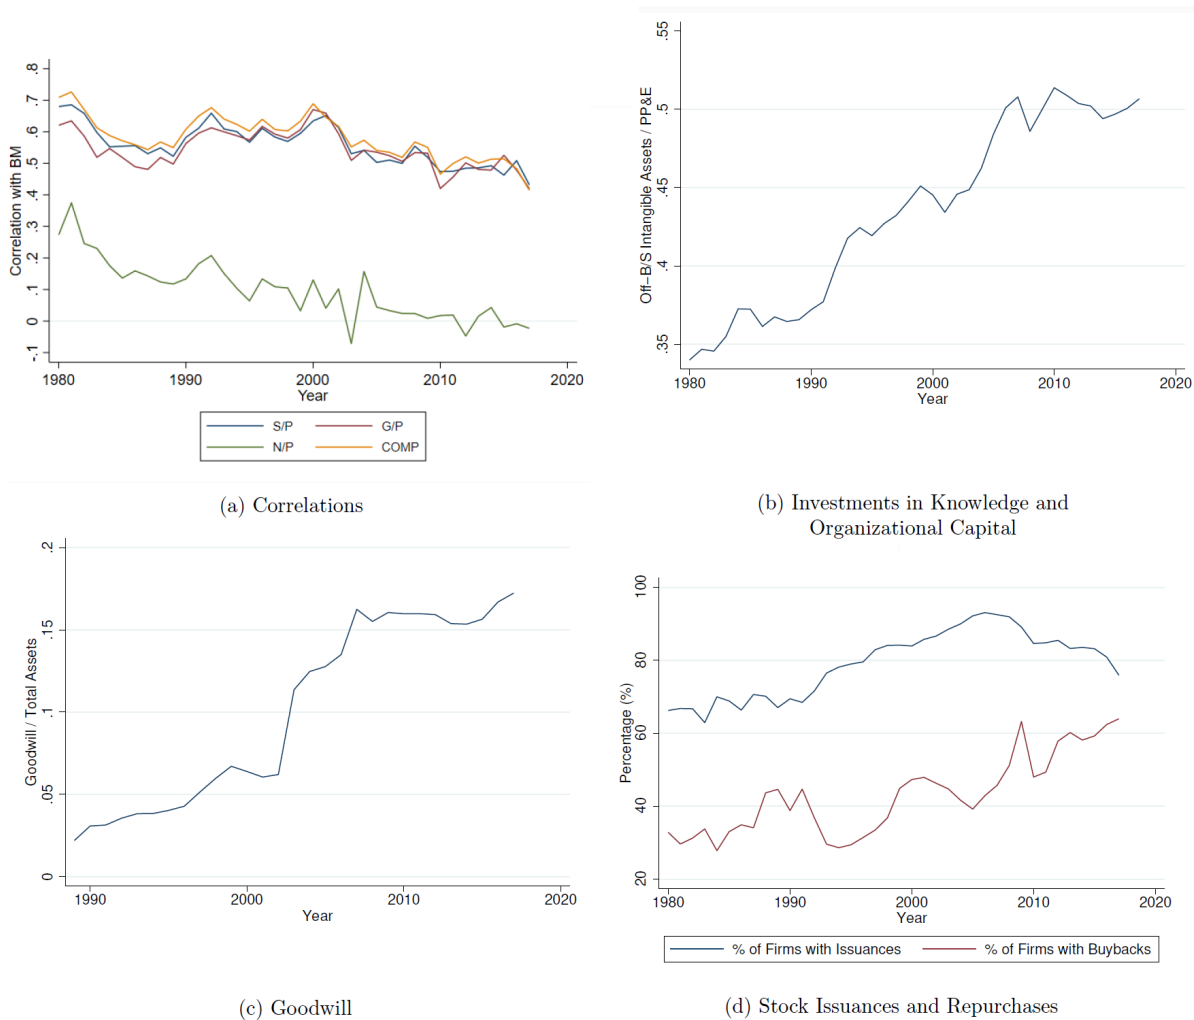 Correlation with BM
.8
.7
.6
.5
.4
.3
.2
.1
0
-.1
1980 1990 2000 2010 2020
Year
S/P G/P
N/P COMP
(a) Correlations
Off-B/S Intangible Assets / PP&E
.55
.5
.45
.4
.35
1980 1990 2000 2010 2020
Year
(b) Investments in Knowledge and
Organizational Capital
Goodwill / Total Assets
.2
.15
.1
.05
0
1990 2000 2010 2020
Year
(c) Goodwill
Percentage (%)
100
80
60
40
20
1980 1990 2000 2010 2020
Year
% of Firms with Issuances % of Firms with Buybacks
(d) Stock Issuances and Repurchases